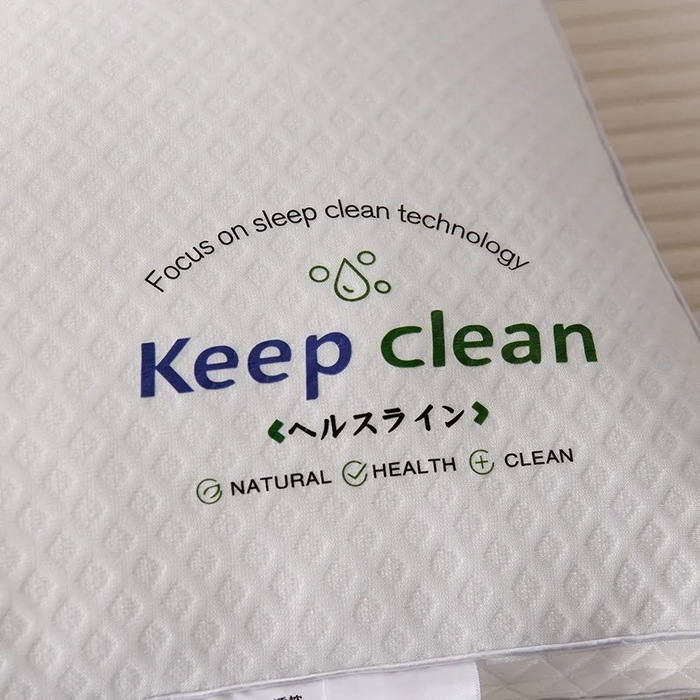 Focus on sleep clean technology
Keep clean
〈ヘルスライン〉
NATURAL HEALTH CLEAN